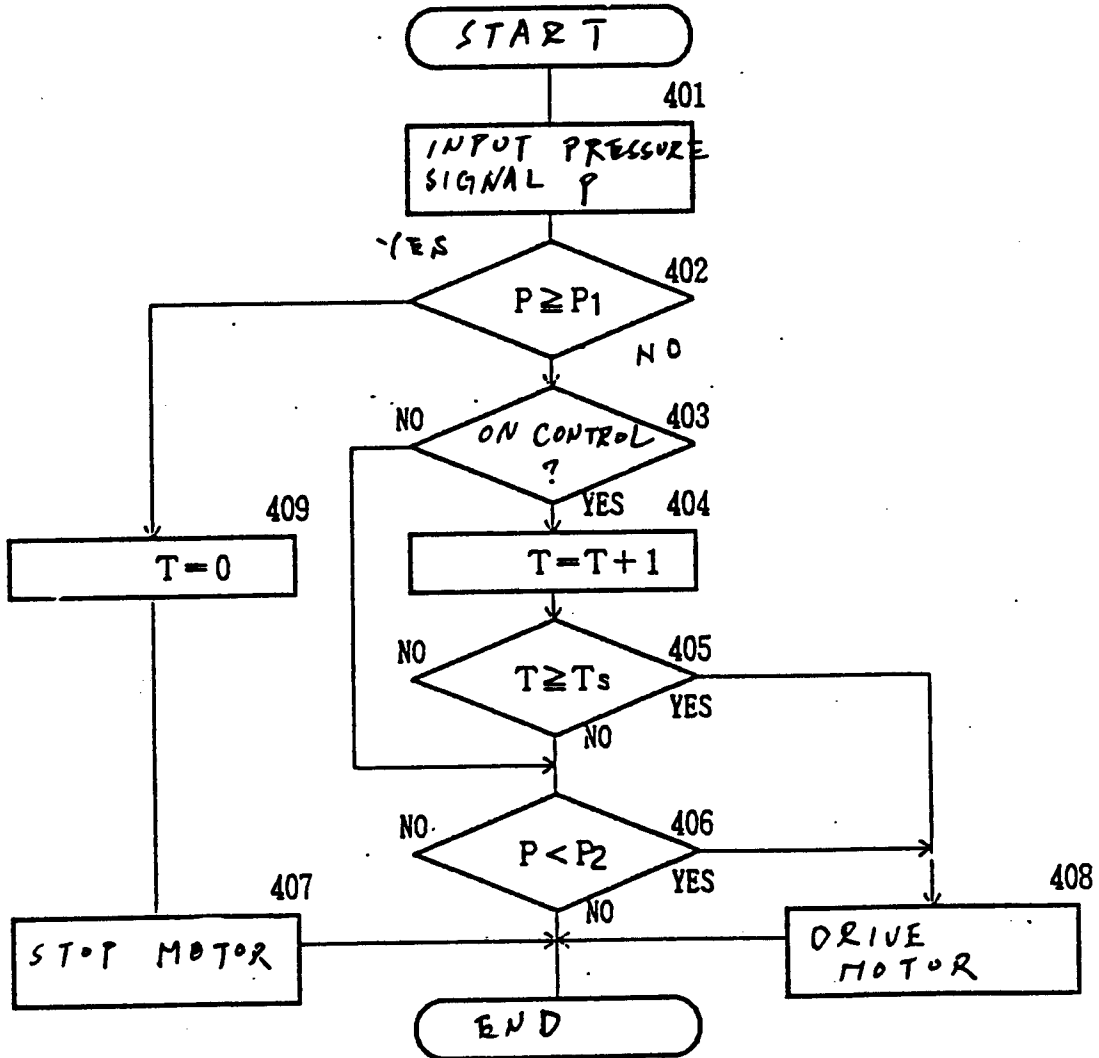 START
401
INPUT PRESSURE
SIGNAL P
YES
402
P≧P1
NO
NO
403
ON CONTROL
?
YES
404
409
T=0
T=T+1
NO
405
T≧Ts
YES
NO
NO
406
P<P2
YES
407
NO
408
STOP MOTOR
DRIVE
MOTOR
END